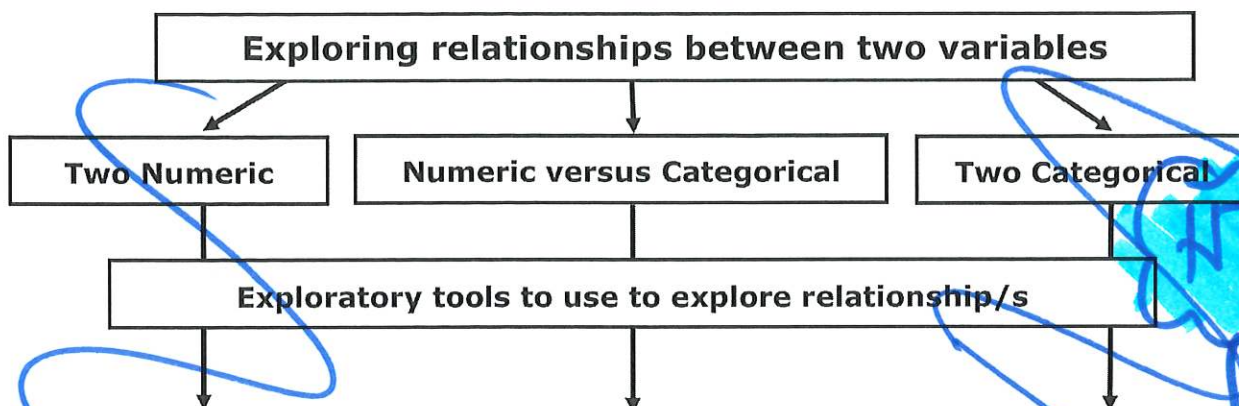 Exploring relationships between two variables
Two Numeric
Numeric versus Categorical
Two Categorical
Exploratory tools to use to explore relationship/s